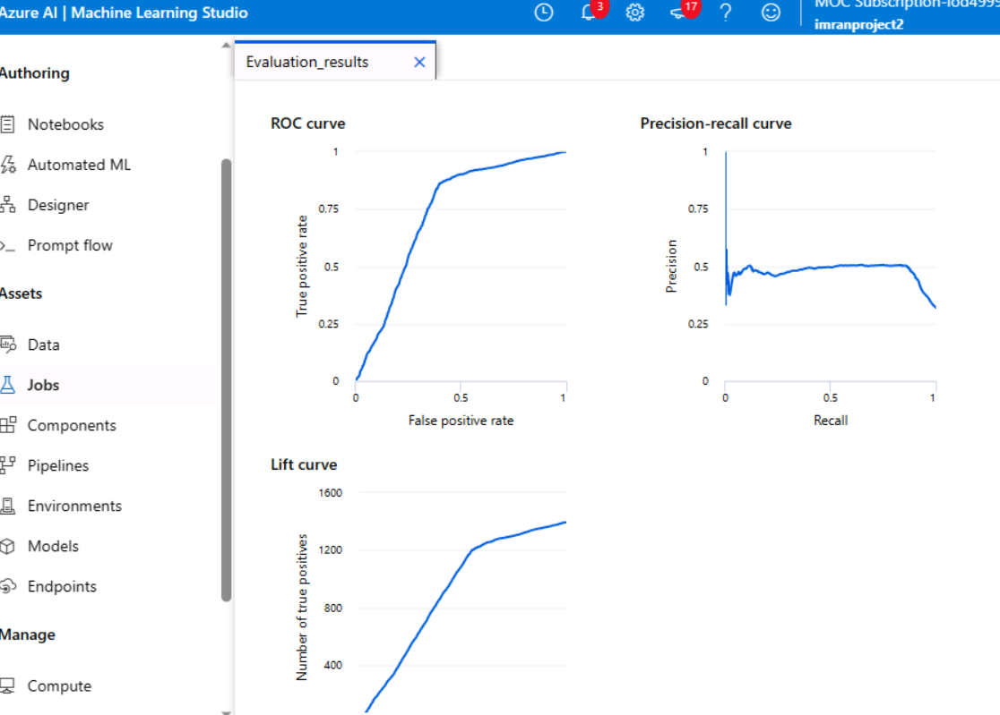 Azure AI | Machine Learning Studio
3
17
?
MOC Subscription-lod4999
imranproject2
Authoring
Notebooks
Automated ML
Designer
Prompt flow
Assets
Data
Jobs
Components
Pipelines
Environments
Models
Endpoints
Manage
Compute
Evaluation_results
ROC curve
1
0.75
0.5
0.25
0
True positive rate
0
0.5
1
False positive rate
Precision-recall curve
1
0.75
0.5
0.25
0
Precision
0
0.5
1
Recall
Lift curve
1600
1200
800
400
Number of true positives